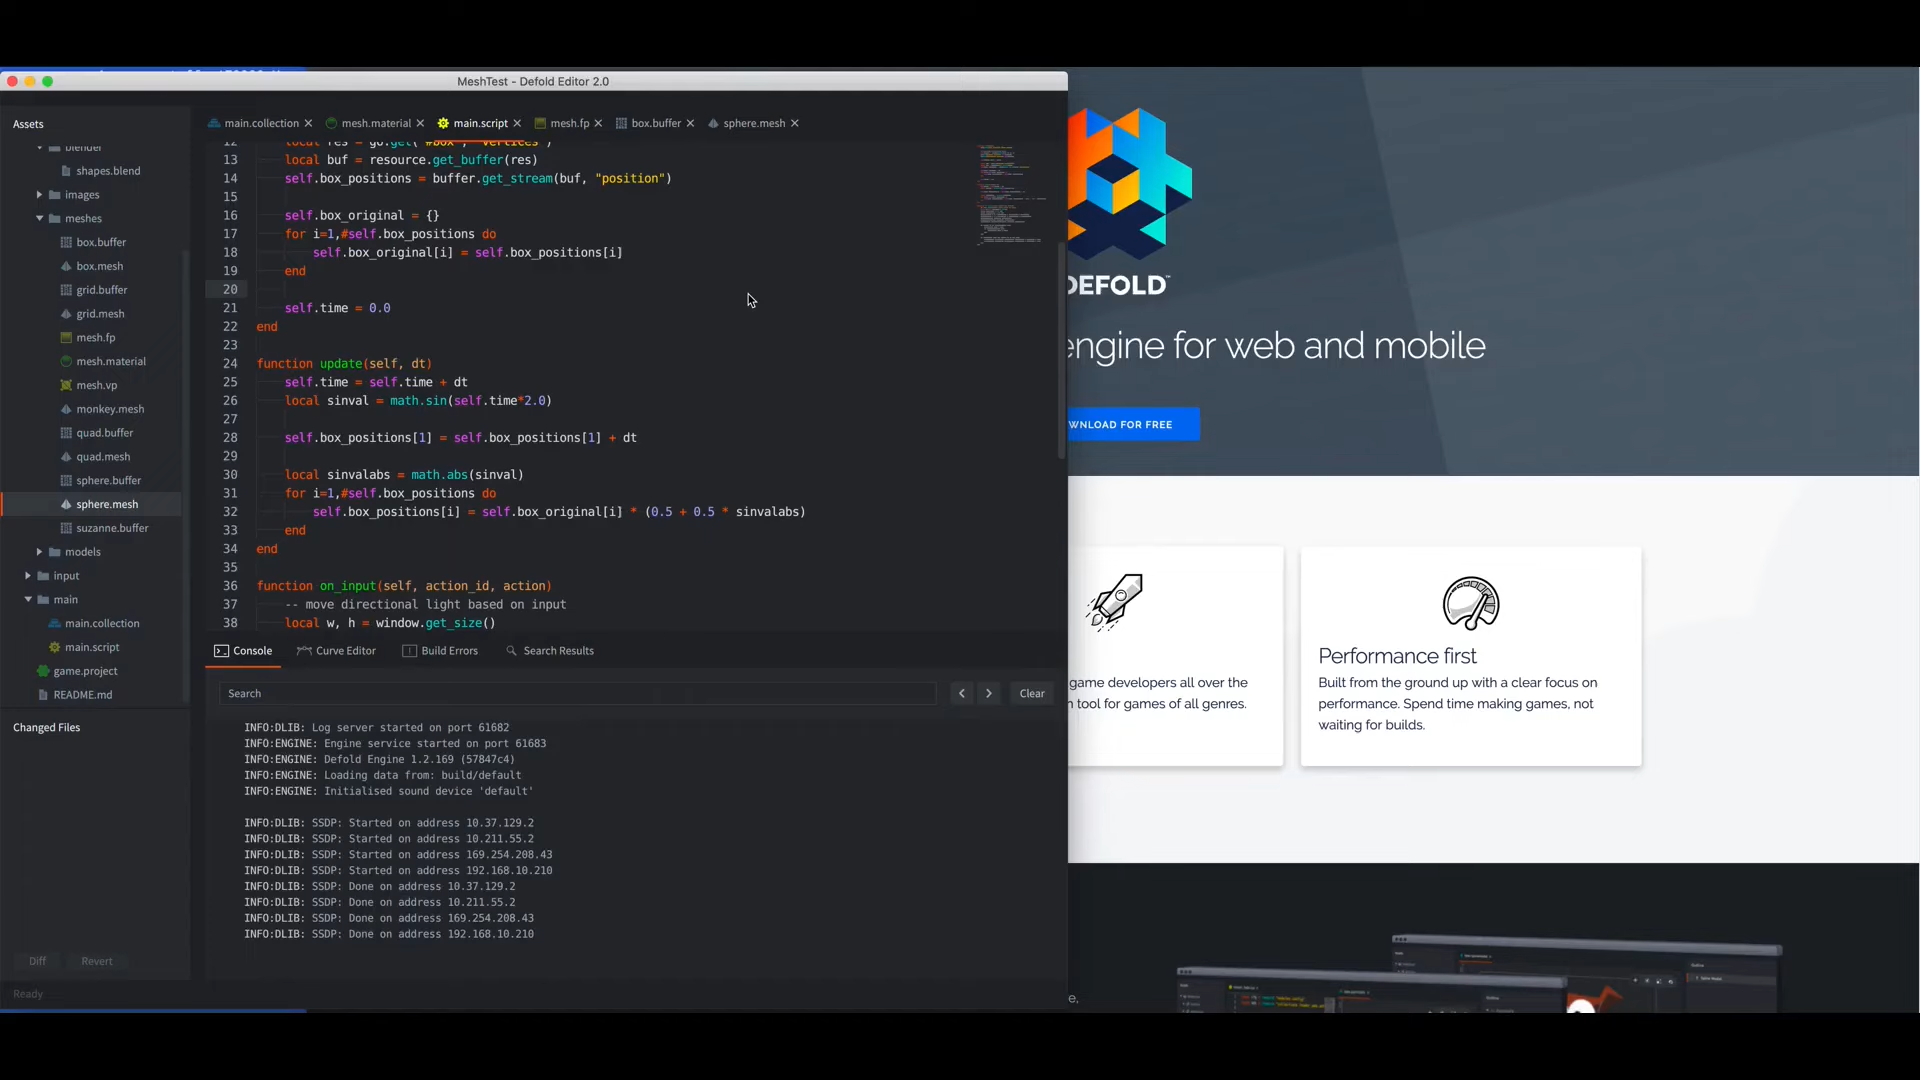 MeshTest - Defold Editor 2.0
Assets
blender
shapes.blend
images
meshes
box.buffer
box.mesh
grid.buffer
grid.mesh
mesh.fp
mesh.material
mesh.vp
monkey.mesh
quad.buffer
quad.mesh
sphere.buffer
sphere.mesh
suzanne.buffer
models
input
main
main.collection
main.script
game.project
README.md
Changed Files
Diff Revert
Ready
main.collection mesh.material main.script mesh.fp box.buffer sphere.mesh
12 local res = go.get("#box", "vertices")
13 local buf = resource.get_buffer(res)
14 self.box_positions = buffer.get_stream(buf, "position")
15
16 self.box_original = {}
17 for i=1,#self.box_positions do
18 self.box_original[i] = self.box_positions[i]
19 end
20
21 self.time = 0.0
22 end
23
24 function update(self, dt)
25 self.time = self.time + dt
26 local sinval = math.sin(self.time*2.0)
27
28 self.box_positions[1] = self.box_positions[1] + dt
29
30 local sinvalabs = math.abs(sinval)
31 for i=1,#self.box_positions do
32 self.box_positions[i] = self.box_original[i] * (0.5 + 0.5 * sinvalabs)
33 end
34 end
35
36 function on_input(self, action_id, action)
37 -- move directional light based on input
38 local w, h = window.get_size()
Console Curve Editor Build Errors Search Results
Search Clear
INFO:DLIB: Log server started on port 61682
INFO:ENGINE: Engine service started on port 61683
INFO:ENGINE: Defold Engine 1.2.169 (57847c4)
INFO:ENGINE: Loading data from: build/default
INFO:ENGINE: Initialised sound device 'default'
INFO:DLIB: SSDP: Started on address 10.37.129.2
INFO:DLIB: SSDP: Started on address 10.211.55.2
INFO:DLIB: SSDP: Started on address 169.254.208.43
INFO:DLIB: SSDP: Started on address 192.168.10.210
INFO:DLIB: SSDP: Done on address 10.37.129.2
INFO:DLIB: SSDP: Done on address 10.211.55.2
INFO:DLIB: SSDP: Done on address 169.254.208.43
INFO:DLIB: SSDP: Done on address 192.168.10.210
DEFOLD™
engine for web and mobile
WNLOAD FOR FREE
game developers all over the
tool for games of all genres.
Performance first
Built from the ground up with a clear focus on
performance. Spend time making games, not
waiting for builds.
e,